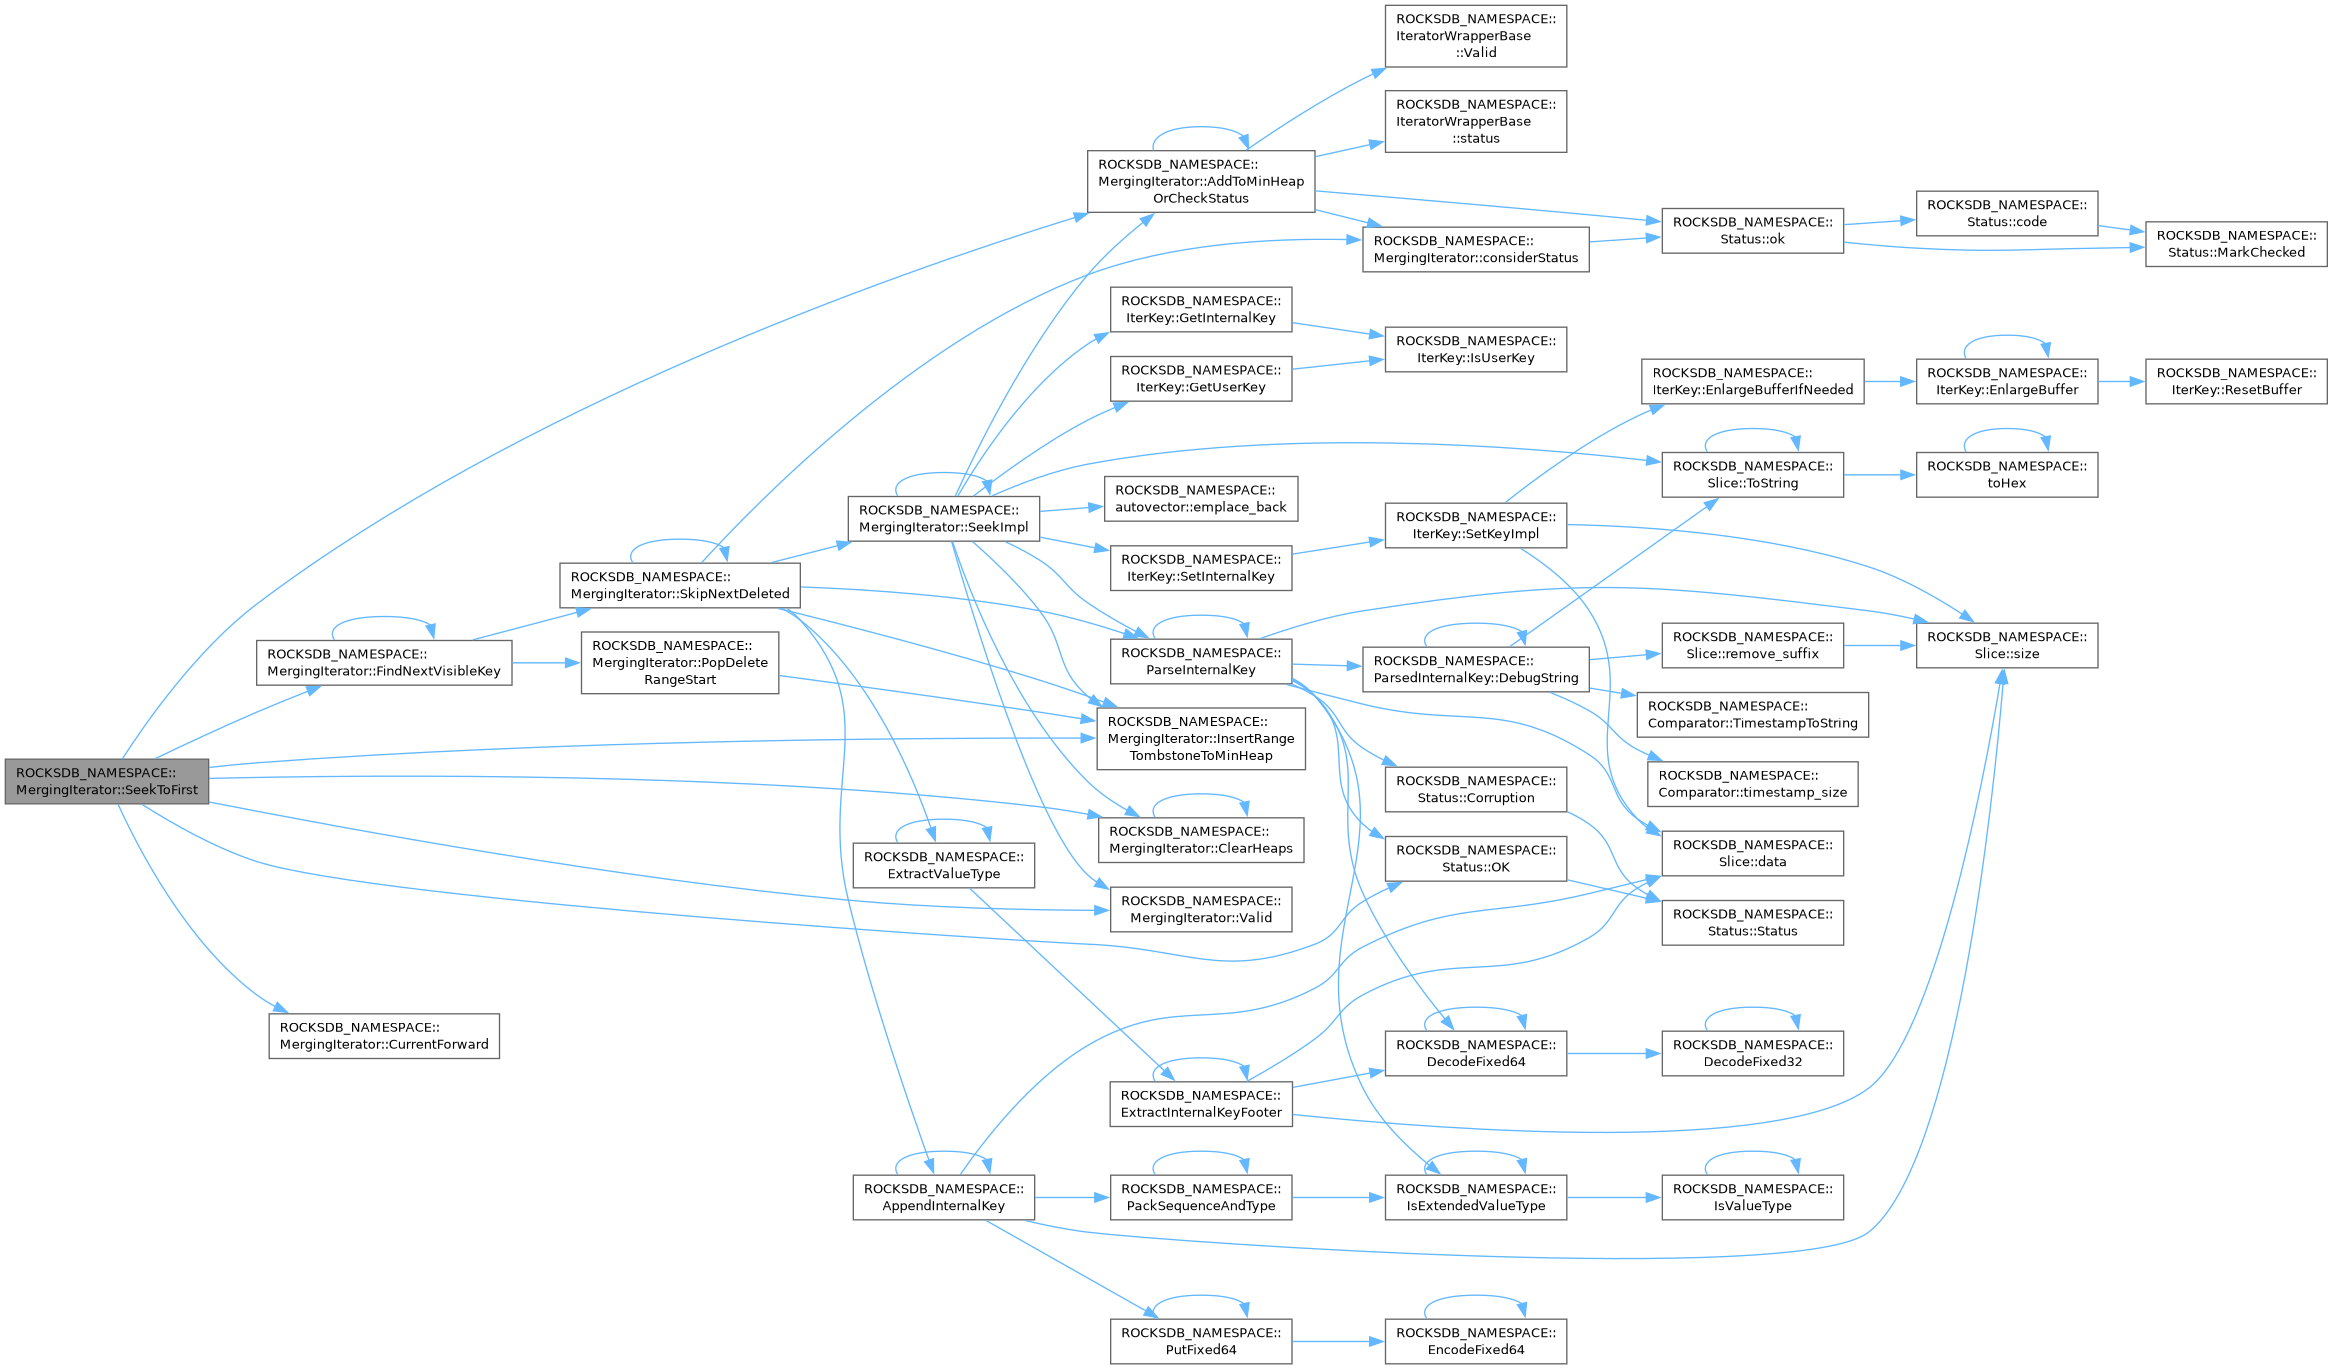 ROCKSDB_NAMESPACE::
IteratorWrapperBase
::Valid
ROCKSDB_NAMESPACE::
IteratorWrapperBase
::status
ROCKSDB_NAMESPACE::
MergingIterator::AddToMinHeap
OrCheckStatus
ROCKSDB_NAMESPACE::
Status::code
ROCKSDB_NAMESPACE::
Status::ok
ROCKSDB_NAMESPACE::
Status::MarkChecked
ROCKSDB_NAMESPACE::
MergingIterator::considerStatus
ROCKSDB_NAMESPACE::
IterKey::GetInternalKey
ROCKSDB_NAMESPACE::
IterKey::IsUserKey
ROCKSDB_NAMESPACE::
IterKey::GetUserKey
ROCKSDB_NAMESPACE::
IterKey::EnlargeBufferIfNeeded
ROCKSDB_NAMESPACE::
IterKey::EnlargeBuffer
ROCKSDB_NAMESPACE::
IterKey::ResetBuffer
ROCKSDB_NAMESPACE::
Slice::ToString
ROCKSDB_NAMESPACE::
toHex
ROCKSDB_NAMESPACE::
autovector::emplace_back
ROCKSDB_NAMESPACE::
MergingIterator::SeekImpl
ROCKSDB_NAMESPACE::
IterKey::SetKeyImpl
ROCKSDB_NAMESPACE::
IterKey::SetInternalKey
ROCKSDB_NAMESPACE::
MergingIterator::SkipNextDeleted
ROCKSDB_NAMESPACE::
MergingIterator::FindNextVisibleKey
ROCKSDB_NAMESPACE::
MergingIterator::PopDelete
RangeStart
ROCKSDB_NAMESPACE::
ParseInternalKey
ROCKSDB_NAMESPACE::
ParsedInternalKey::DebugString
ROCKSDB_NAMESPACE::
Slice::remove_suffix
ROCKSDB_NAMESPACE::
Slice::size
ROCKSDB_NAMESPACE::
Comparator::TimestampToString
ROCKSDB_NAMESPACE::
MergingIterator::InsertRange
TombstoneToMinHeap
ROCKSDB_NAMESPACE::
MergingIterator::SeekToFirst
ROCKSDB_NAMESPACE::
Status::Corruption
ROCKSDB_NAMESPACE::
Comparator::timestamp_size
ROCKSDB_NAMESPACE::
MergingIterator::ClearHeaps
ROCKSDB_NAMESPACE::
Slice::data
ROCKSDB_NAMESPACE::
ExtractValueType
ROCKSDB_NAMESPACE::
Status::OK
ROCKSDB_NAMESPACE::
MergingIterator::Valid
ROCKSDB_NAMESPACE::
Status::Status
ROCKSDB_NAMESPACE::
MergingIterator::CurrentForward
ROCKSDB_NAMESPACE::
DecodeFixed64
ROCKSDB_NAMESPACE::
DecodeFixed32
ROCKSDB_NAMESPACE::
ExtractInternalKeyFooter
ROCKSDB_NAMESPACE::
AppendInternalKey
ROCKSDB_NAMESPACE::
PackSequenceAndType
ROCKSDB_NAMESPACE::
IsExtendedValueType
ROCKSDB_NAMESPACE::
IsValueType
ROCKSDB_NAMESPACE::
PutFixed64
ROCKSDB_NAMESPACE::
EncodeFixed64